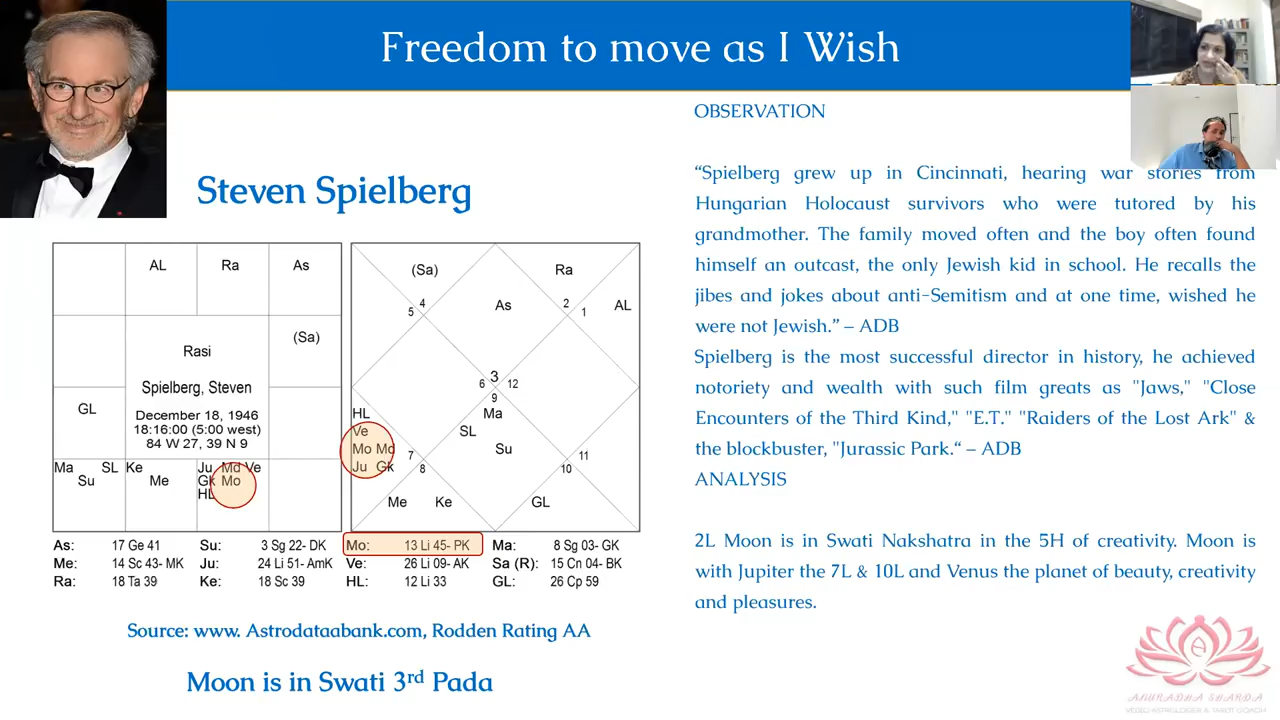 Freedom to move as I Wish
Steven Spielberg
AL Ra As
(Sa)
Rasi
Spielberg, Steven
GL
December 18, 1946
18:16:00 (5:00 west)
84 W 27, 39 N 9
Ma SL Ke Ju Md Ve
Su Me Gk Mo
HL
(Sa) Ra
As AL
5 4 2 1
3
6 12
9
HL Ma
Ve SL
Mo Md Su
Ju Gk 7 8 10 11
Me Ke GL
As: 17 Ge 41 Su: 3 Sg 22- DK Mo: 13 Li 45- PK Ma: 8 Sg 03- GK
Me: 14 Sc 43- MK Ju: 24 Li 51- AmK Ve: 26 Li 09- AK Sa (R): 15 Cn 04- BK
Ra: 18 Ta 39 Ke: 18 Sc 39 HL: 12 Li 33 GL: 26 Cp 59
Source: www. Astrodataabank.com, Rodden Rating AA
Moon is in Swati 3rd Pada
OBSERVATION
“Spielberg grew up in Cincinnati, hearing war stories from
Hungarian Holocaust survivors who were tutored by his
grandmother. The family moved often and the boy often found
himself an outcast, the only Jewish kid in school. He recalls the
jibes and jokes about anti-Semitism and at one time, wished he
were not Jewish.” – ADB
Spielberg is the most successful director in history, he achieved
notoriety and wealth with such film greats as "Jaws," "Close
Encounters of the Third Kind," "E.T." "Raiders of the Lost Ark" &
the blockbuster, "Jurassic Park.“ – ADB
ANALYSIS
2L Moon is in Swati Nakshatra in the 5H of creativity. Moon is
with Jupiter the 7L & 10L and Venus the planet of beauty, creativity
and pleasures.
ANURADHA SHARDA
VEDIC ASTROLOGER & TAROT COACH